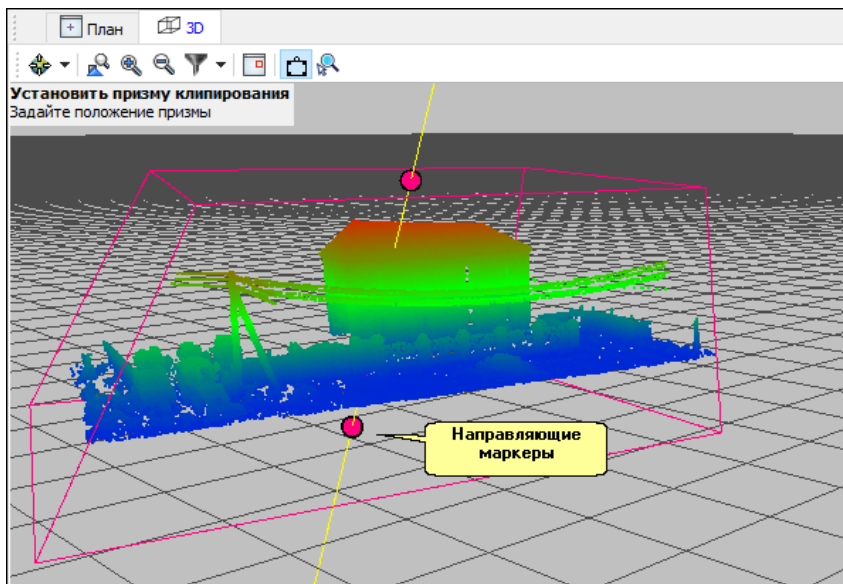 План
3D
Установить призму клипирования
Задайте положение призмы
Направляющие
маркеры